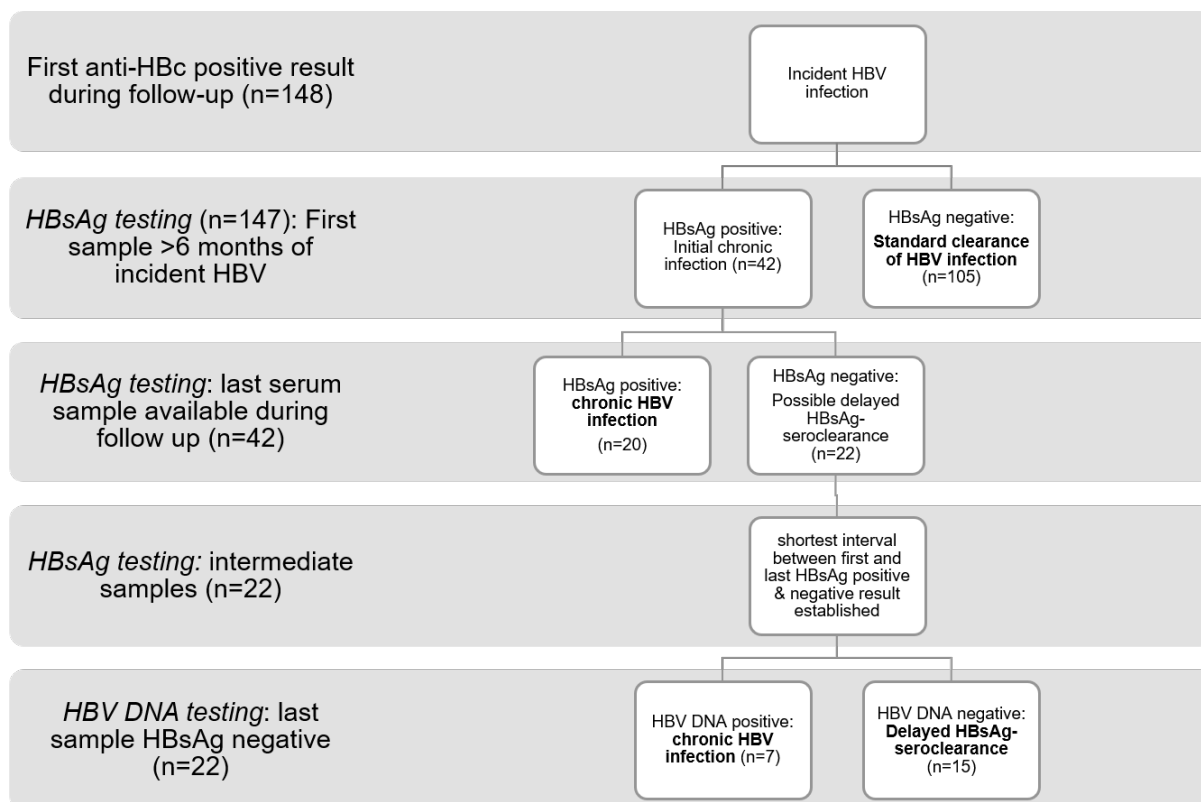 First anti-HBc positive result
during follow-up (n=148)
Incident HBV
infection
HBsAg testing (n=147): First
sample >6 months of
incident HBV
HBsAg positive:
Initial chronic
infection (n=42)
HBsAg negative:
Standard clearance
of HBV infection
(n=105)
HBsAg testing: last serum
sample available during
follow up (n=42)
HBsAg positive:
chronic HBV
infection
(n=20)
HBsAg negative:
Possible delayed
HBsAg-
seroclearance
(n=22)
HBsAg testing: intermediate
samples (n=22)
shortest interval
between first and
last HBsAg positive
& negative result
established
HBV DNA testing: last
sample HBsAg negative
(n=22)
HBV DNA positive:
chronic HBV
infection (n=7)
HBV DNA negative:
Delayed HBsAg-
seroclearance
(n=15)